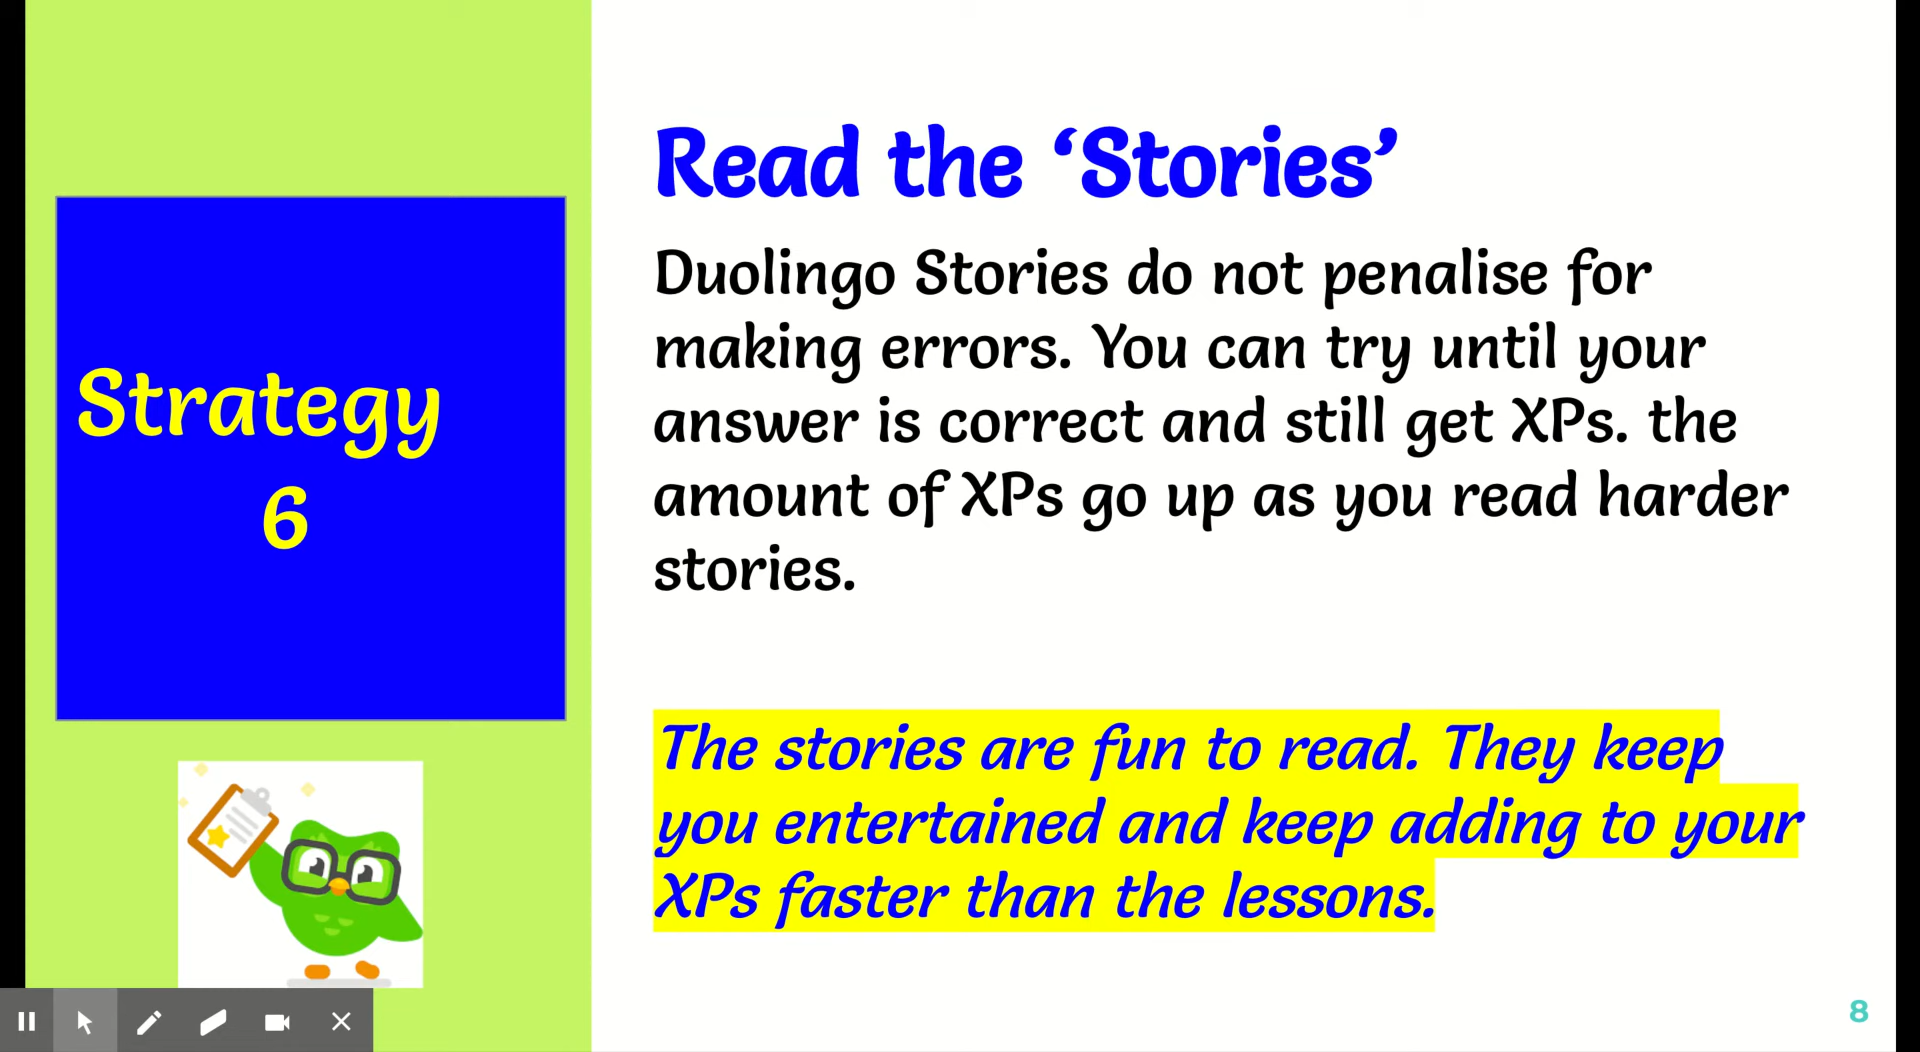 Strategy
6
Read the ‘Stories’
Duolingo Stories do not penalise for
making errors. You can try until your
answer is correct and still get XPs. the
amount of XPs go up as you read harder
stories.
The stories are fun to read. They keep
you entertained and keep adding to your
XPs faster than the lessons.
8